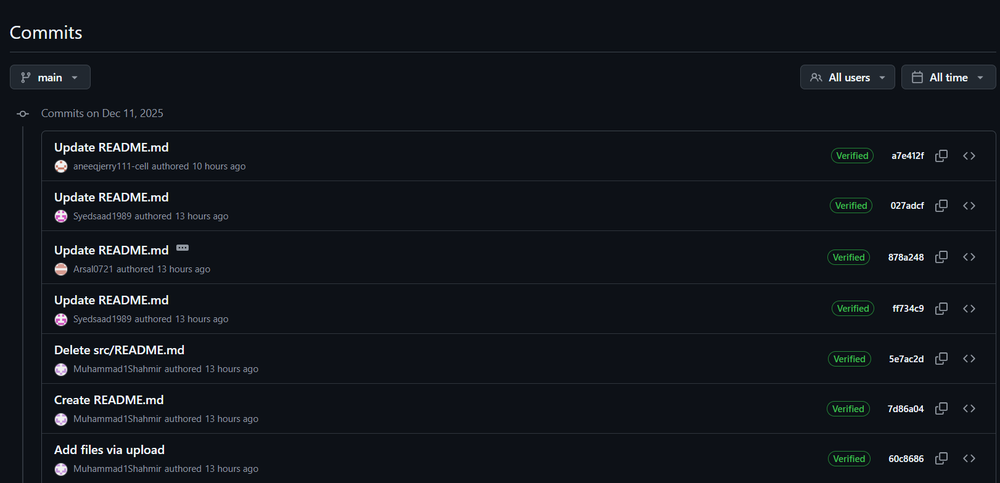 Commits
main
All users
All time
Commits on Dec 11, 2025
Update README.md
aneeqjerry111-cell authored 10 hours ago
Verified
a7e412f
Update README.md
Syedsaad1989 authored 13 hours ago
Verified
027adcf
Update README.md
Arsal0721 authored 13 hours ago
Verified
878a248
Update README.md
Syedsaad1989 authored 13 hours ago
Verified
ff734c9
Delete src/README.md
Muhammad1Shahmir authored 13 hours ago
Verified
5e7ac2d
Create README.md
Muhammad1Shahmir authored 13 hours ago
Verified
7d86a04
Add files via upload
Muhammad1Shahmir authored 13 hours ago
Verified
60c8686